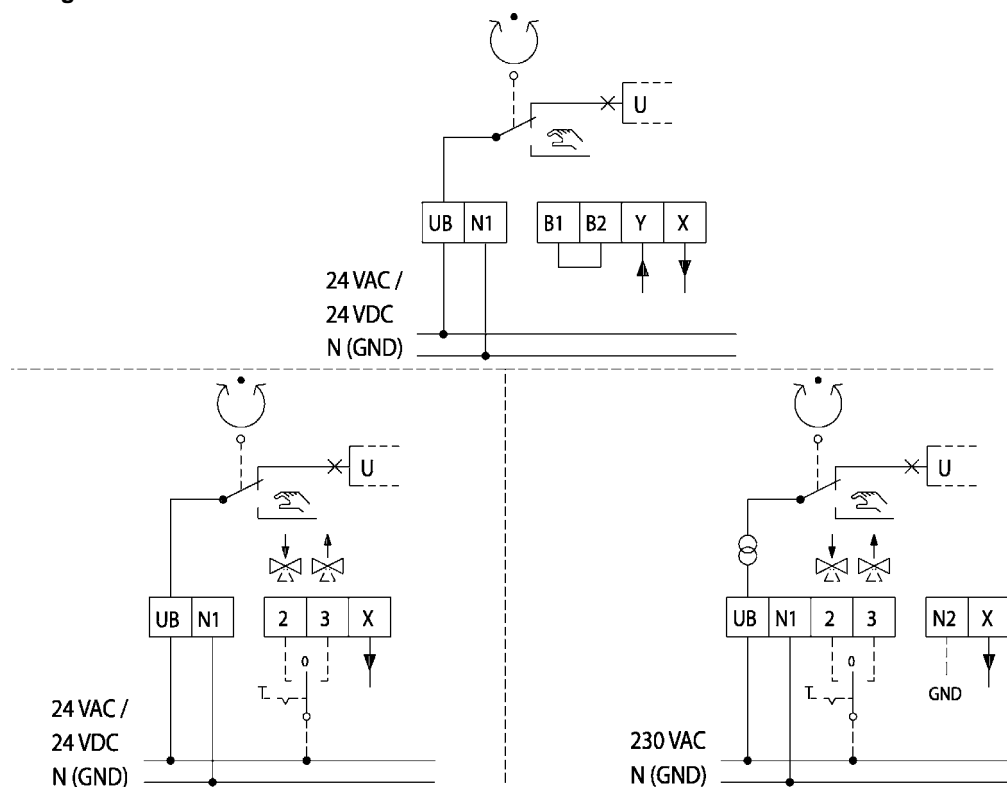 U
UB N1 B1 B2 Y X
24 VAC /
24 VDC
N (GND)
U
UB N1 2 3 X
0
24 VAC /
24 VDC
N (GND)
U
UB N1 2 3 N2 X
0
GND
230 VAC
N (GND)